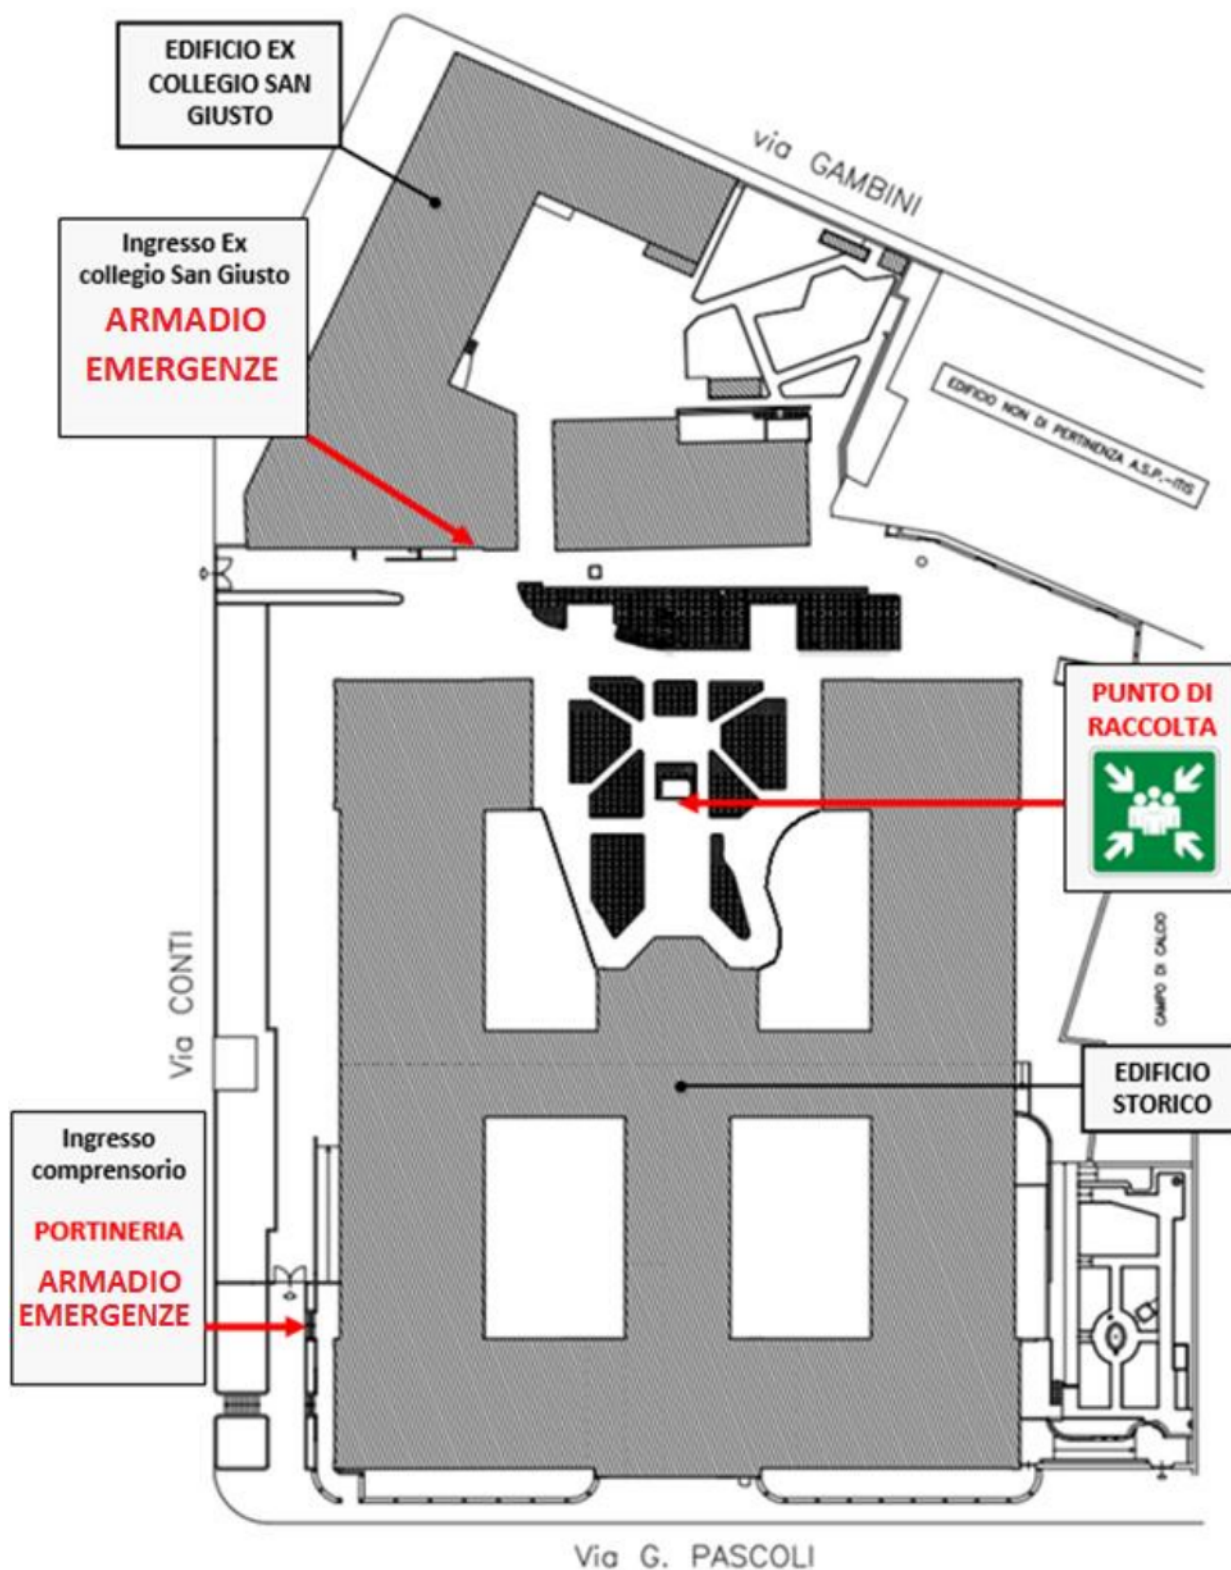 EDIFICIO EX
COLLEGIO SAN
GIUSTO
via GAMBINI
Ingresso Ex
collegio San Giusto
ARMADIO
EMERGENZE
EDIFICIO NON DI PERTINENZA A.S.P.-ITIS
PUNTO DI
RACCOLTA
Via CONTI
CAMPO DI CALCIO
EDIFICIO
STORICO
Ingresso
comprensorio
PORTINERIA
ARMADIO
EMERGENZE
Via G. PASCOLI